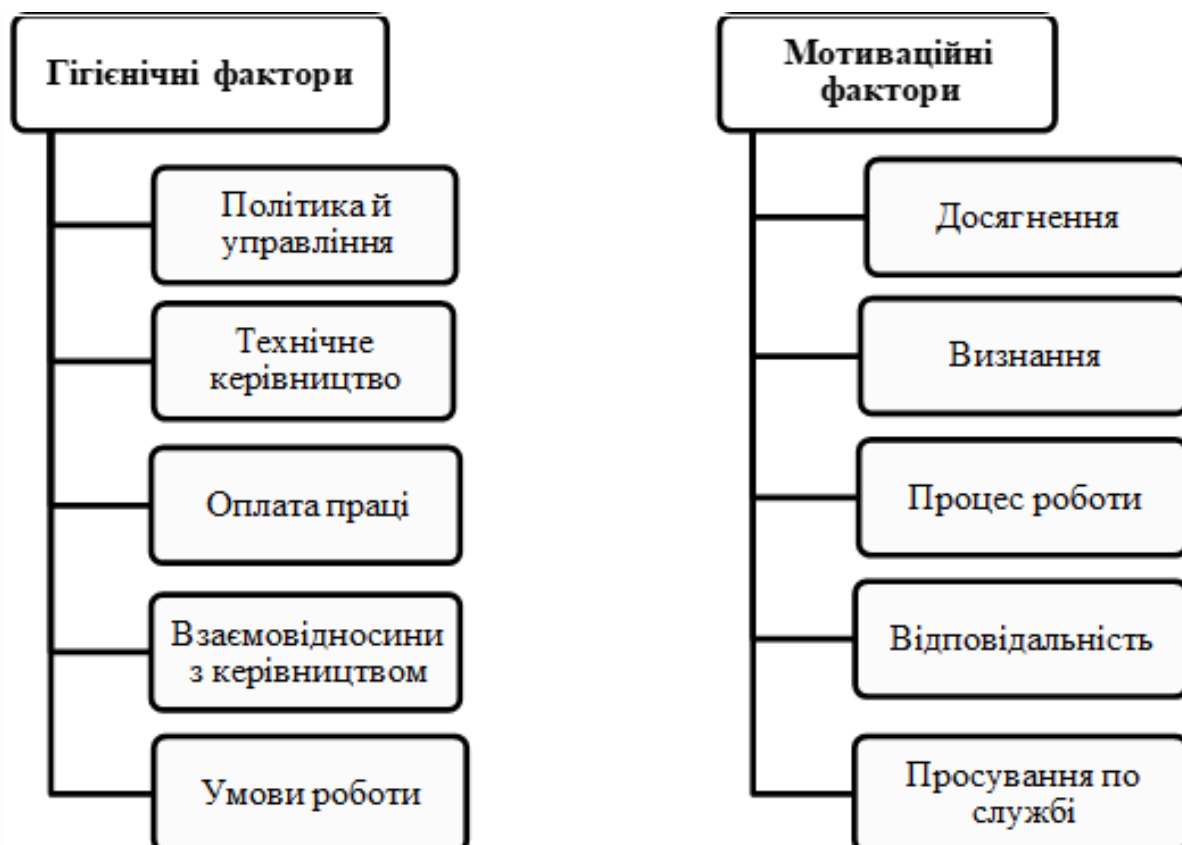 Гігієнічні фактори
Політика й
управління
Технічне
керівництво
Оплата праці
Взаємовідносини
з керівництвом
Умови роботи
Мотиваційні
фактори
Досягнення
Визнання
Процес роботи
Відповідальність
Просування по
службі